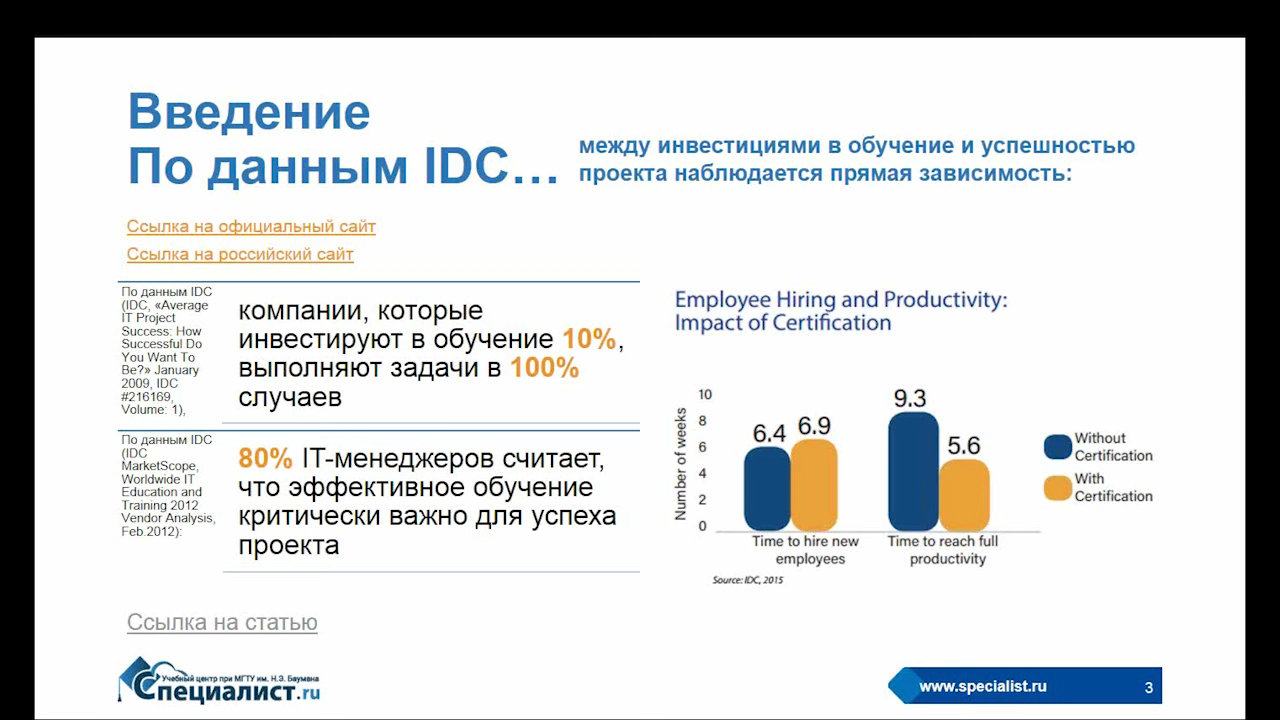 Введение
По данным IDC…
между инвестициями в обучение и успешностью
проекта наблюдается прямая зависимость:
Ссылка на официальный сайт
Ссылка на российский сайт
По данным IDC
(IDC, «Average
IT Project
Success: How
Successful Do
You Want To
Be?» January
2009, IDC
#216169,
Volume: 1),
компании, которые
инвестируют в обучение 10%,
выполняют задачи в 100%
случаев
По данным IDC
(IDC
MarketScope,
Worldwide IT
Education and
Training 2012
Vendor Analysis,
Feb.2012):
80% IT-менеджеров считает,
что эффективное обучение
критически важно для успеха
проекта
Ссылка на статью
Employee Hiring and Productivity:
Impact of Certification
Number of weeks
10
8
6
4
2
0
6.4
6.9
9.3
5.6
Time to hire new
employees
Time to reach full
productivity
Without
Certification
With
Certification
Source: IDC, 2015
Учебный центр при МГТУ им. Н.Э. Баумана
Специалист.ru
www.specialist.ru
3